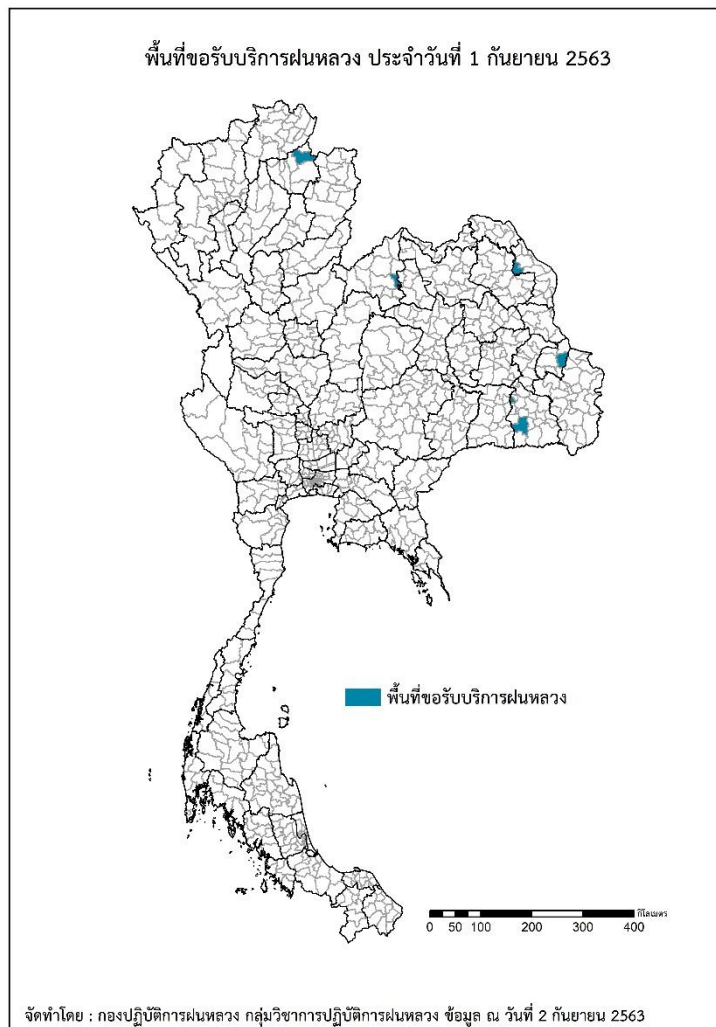 พื้นที่ขอรับบริการฝนหลวง ประจำวันที่ 1 กันยายน 2563
พื้นที่ขอรับบริการฝนหลวง
กิโลเมตร
0 50 100 200 300 400
จัดทำโดย : กองปฏิบัติการฝนหลวง กลุ่มวิชาการปฏิบัติการฝนหลวง ข้อมูล ณ วันที่ 2 กันยายน 2563